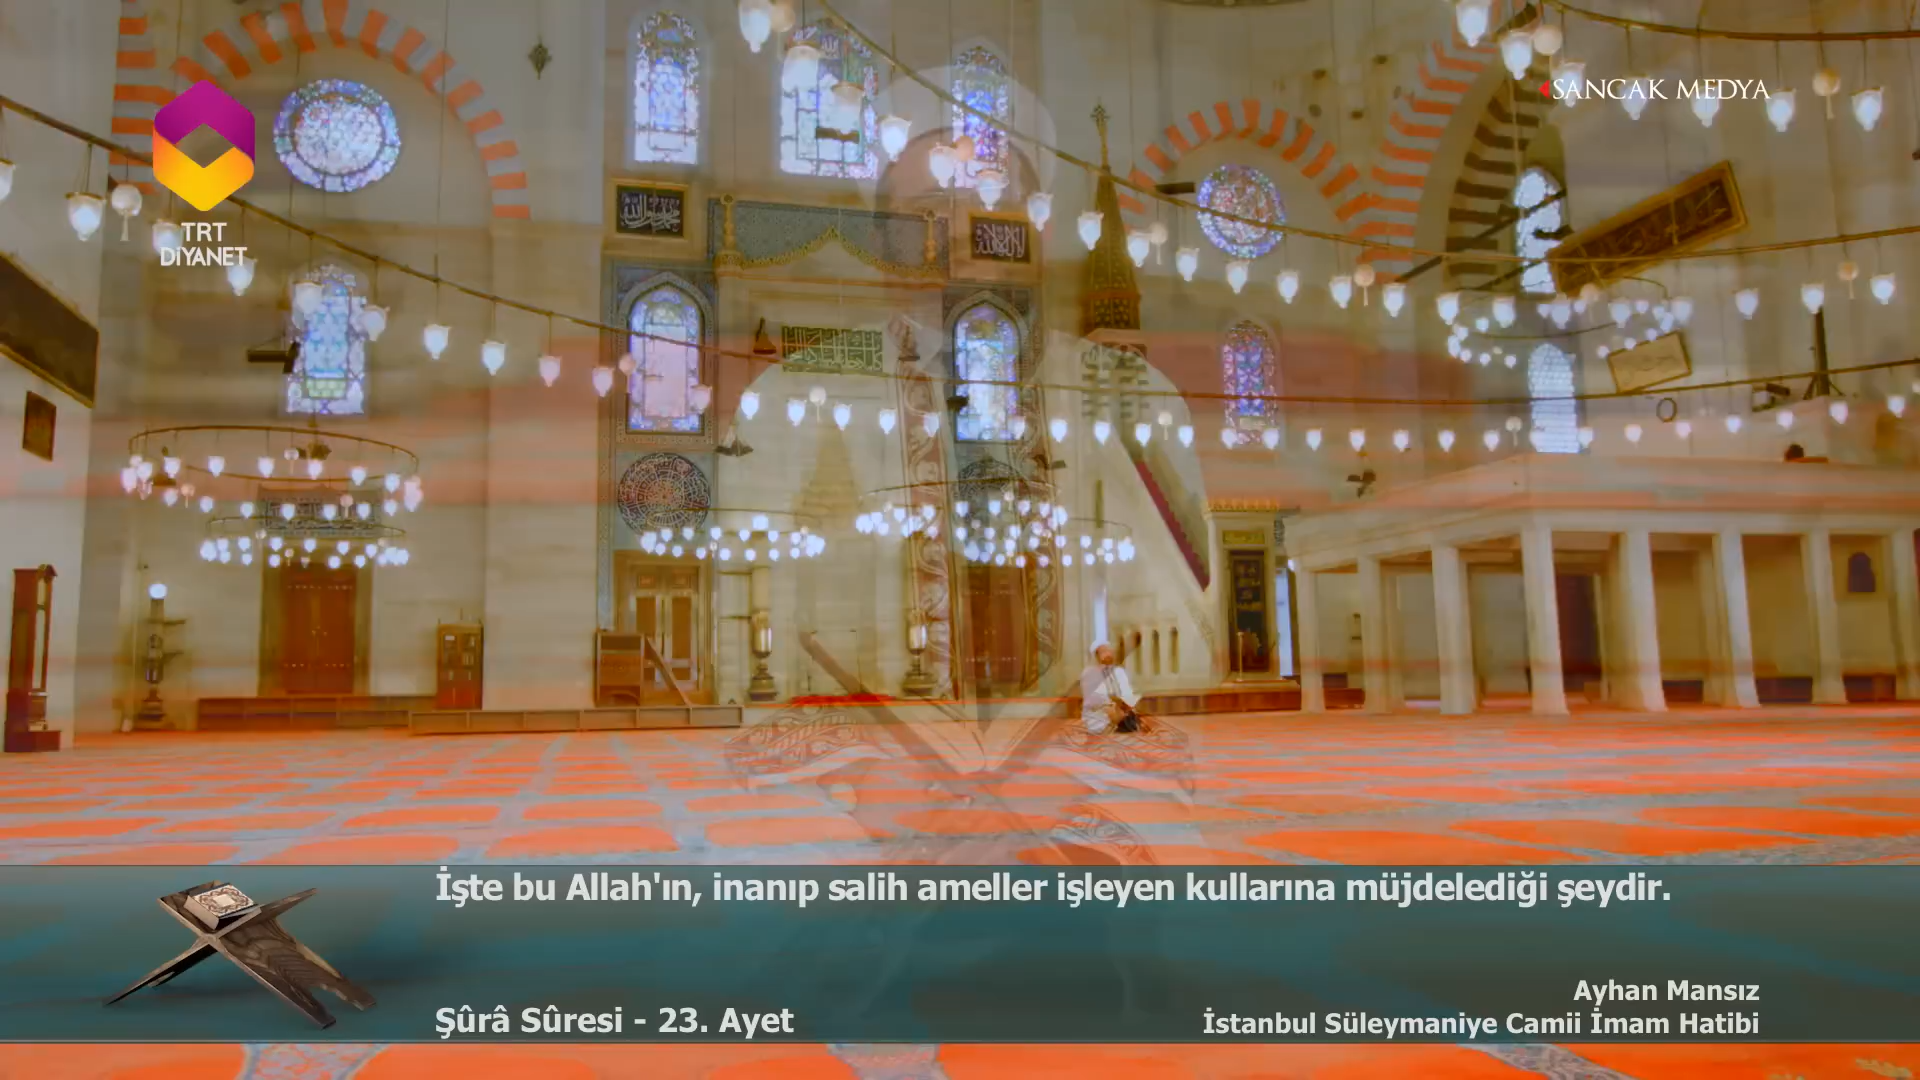 SANCAK MEDYA
TRT
DİYANET
İşte bu Allah'ın, inanıp salih ameller işleyen kullarına müjdelediği şeydir.
Şûrâ Sûresi - 23. Ayet
Ayhan Mansız
İstanbul Süleymaniye Camii İmam Hatibi